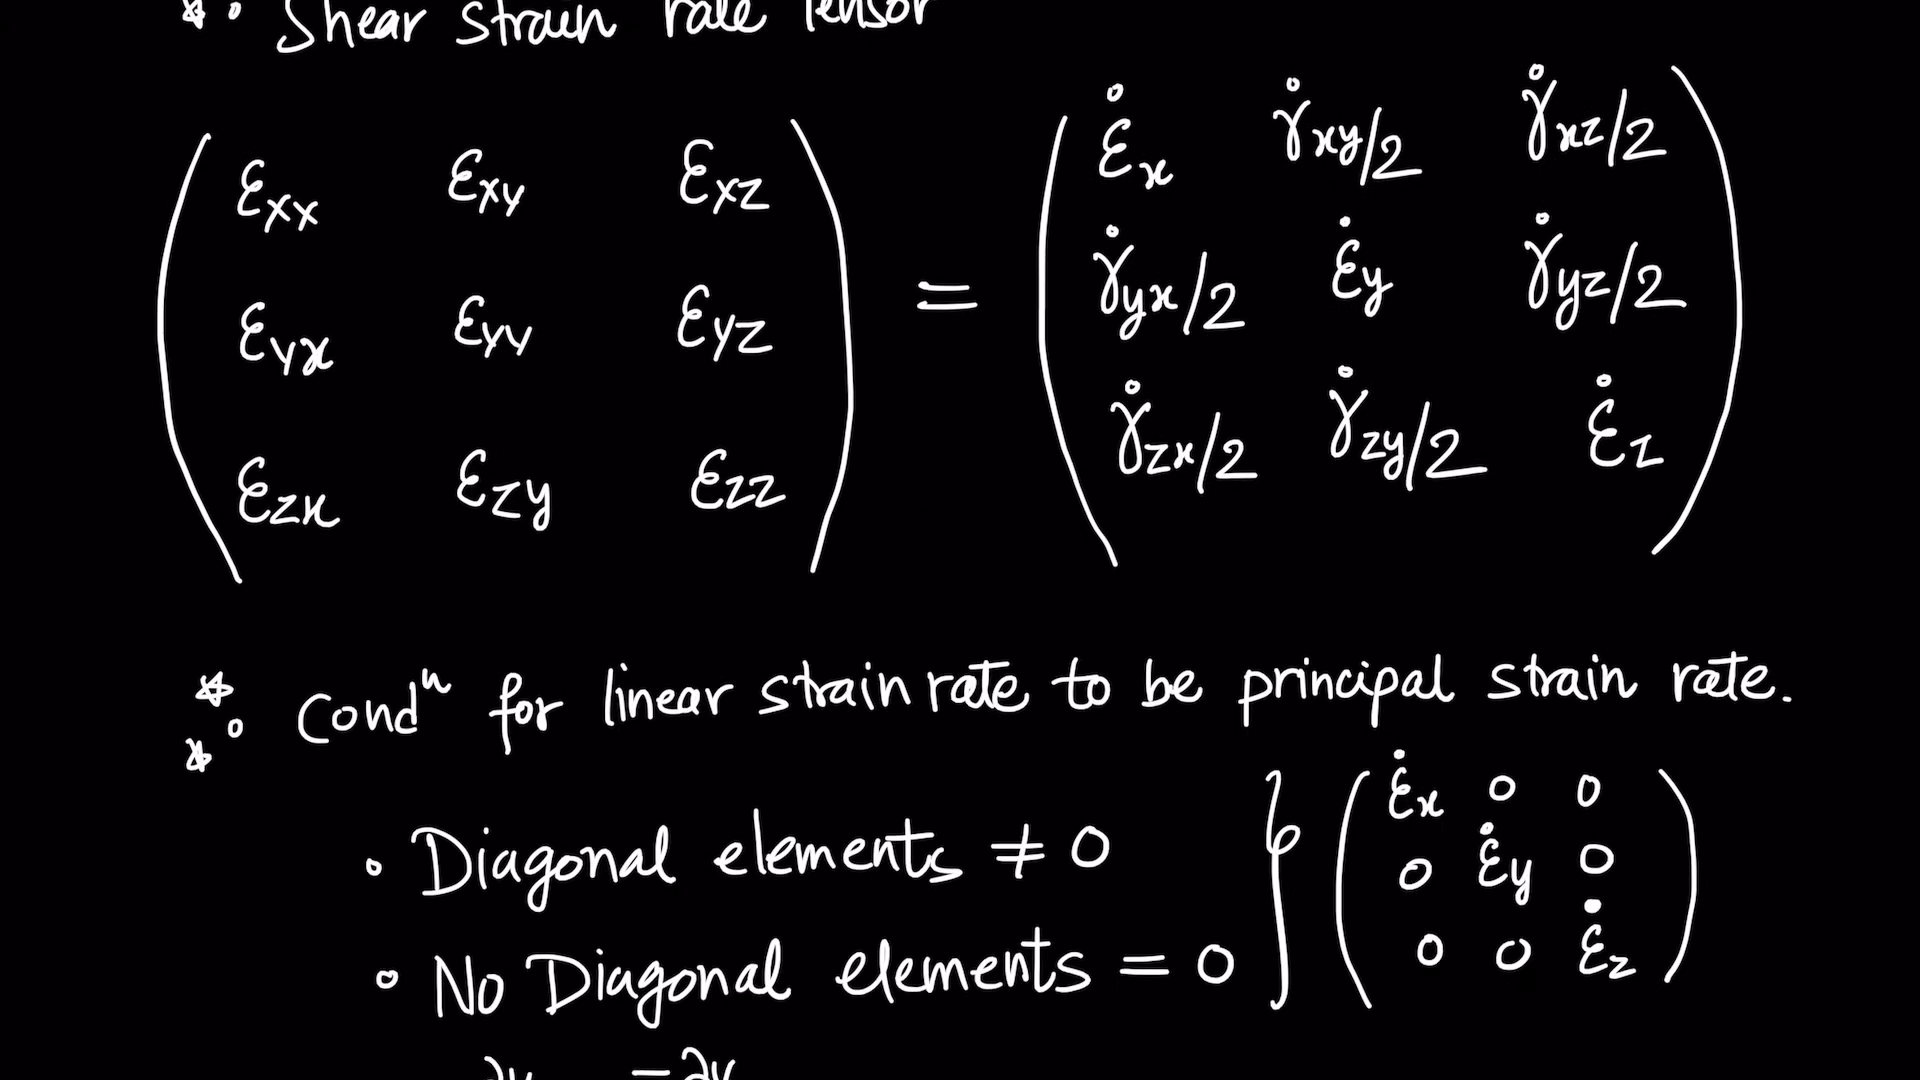 *∘ Shear strain rate Tensor
( εxx εxy εxz ) = ( ε̊x γ̊xy/2 γ̊xz/2 )
( εyx εyy εyz ) ( γ̊yx/2 ε̇y γ̊yz/2 )
( εzx εzy εzz ) ( γ̊zx/2 γ̊zy/2 ε̊z )
*∘* Condⁿ for linear strain rate to be principal strain rate.
• Diagonal elements ≠ 0 } ( ε̇x 0 0 )
( 0 ε̇y 0 )
• No Diagonal elements = 0 ( 0 0 ε̇z )